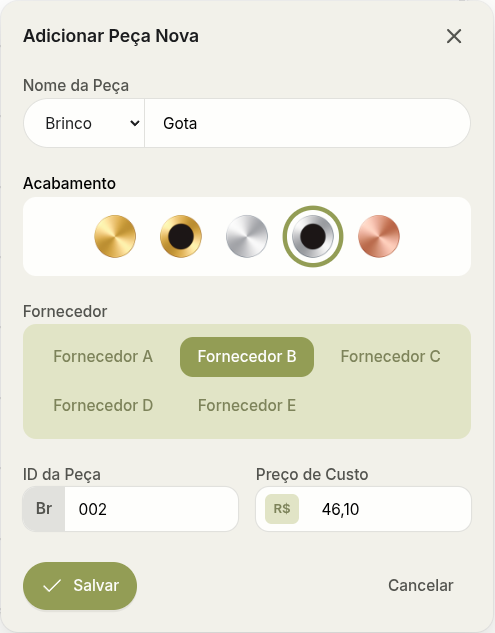 Adicionar Peça Nova
Nome da Peça
Brinco Gota
Acabamento
Fornecedor
Fornecedor A Fornecedor B Fornecedor C
Fornecedor D Fornecedor E
ID da Peça Preço de Custo
Br 002 R$ 46,10
Salvar Cancelar